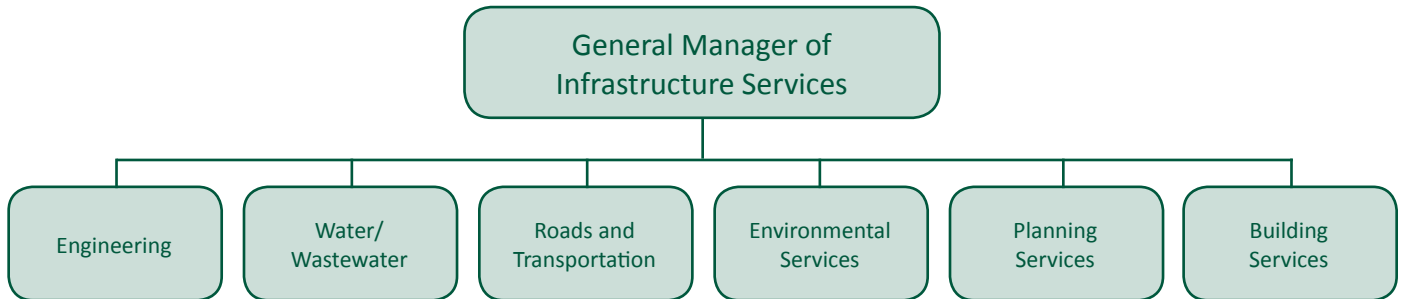 General Manager of
Infrastructure Services
Engineering
Water/
Wastewater
Roads and
Transportation
Environmental
Services
Planning
Services
Building
Services